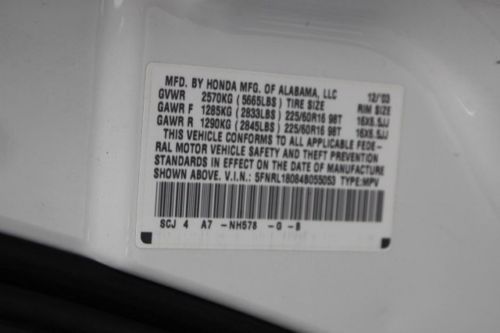 MFD. BY HONDA MFG. OF ALABAMA, LLC 12/03
GVWR 2570KG (5665LBS) TIRE SIZE RIM SIZE
GAWR F 1285KG (2833LBS) 225/60R16 98T 16X6.5JJ
GAWR R 1290KG (2845LBS) 225/60R16 98T 16X6.5JJ
THIS VEHICLE CONFORMS TO ALL APPLICABLE FEDE-
RAL MOTOR VEHICLE SAFETY AND THEFT PREVENTION
STANDARDS IN EFFECT ON THE DATE OF MANUFACTURE
SHOWN ABOVE. V.I.N.: 5FNRL18084B055053 TYPE:MPV
SCJ 4 A7 -NH578 -0 -B